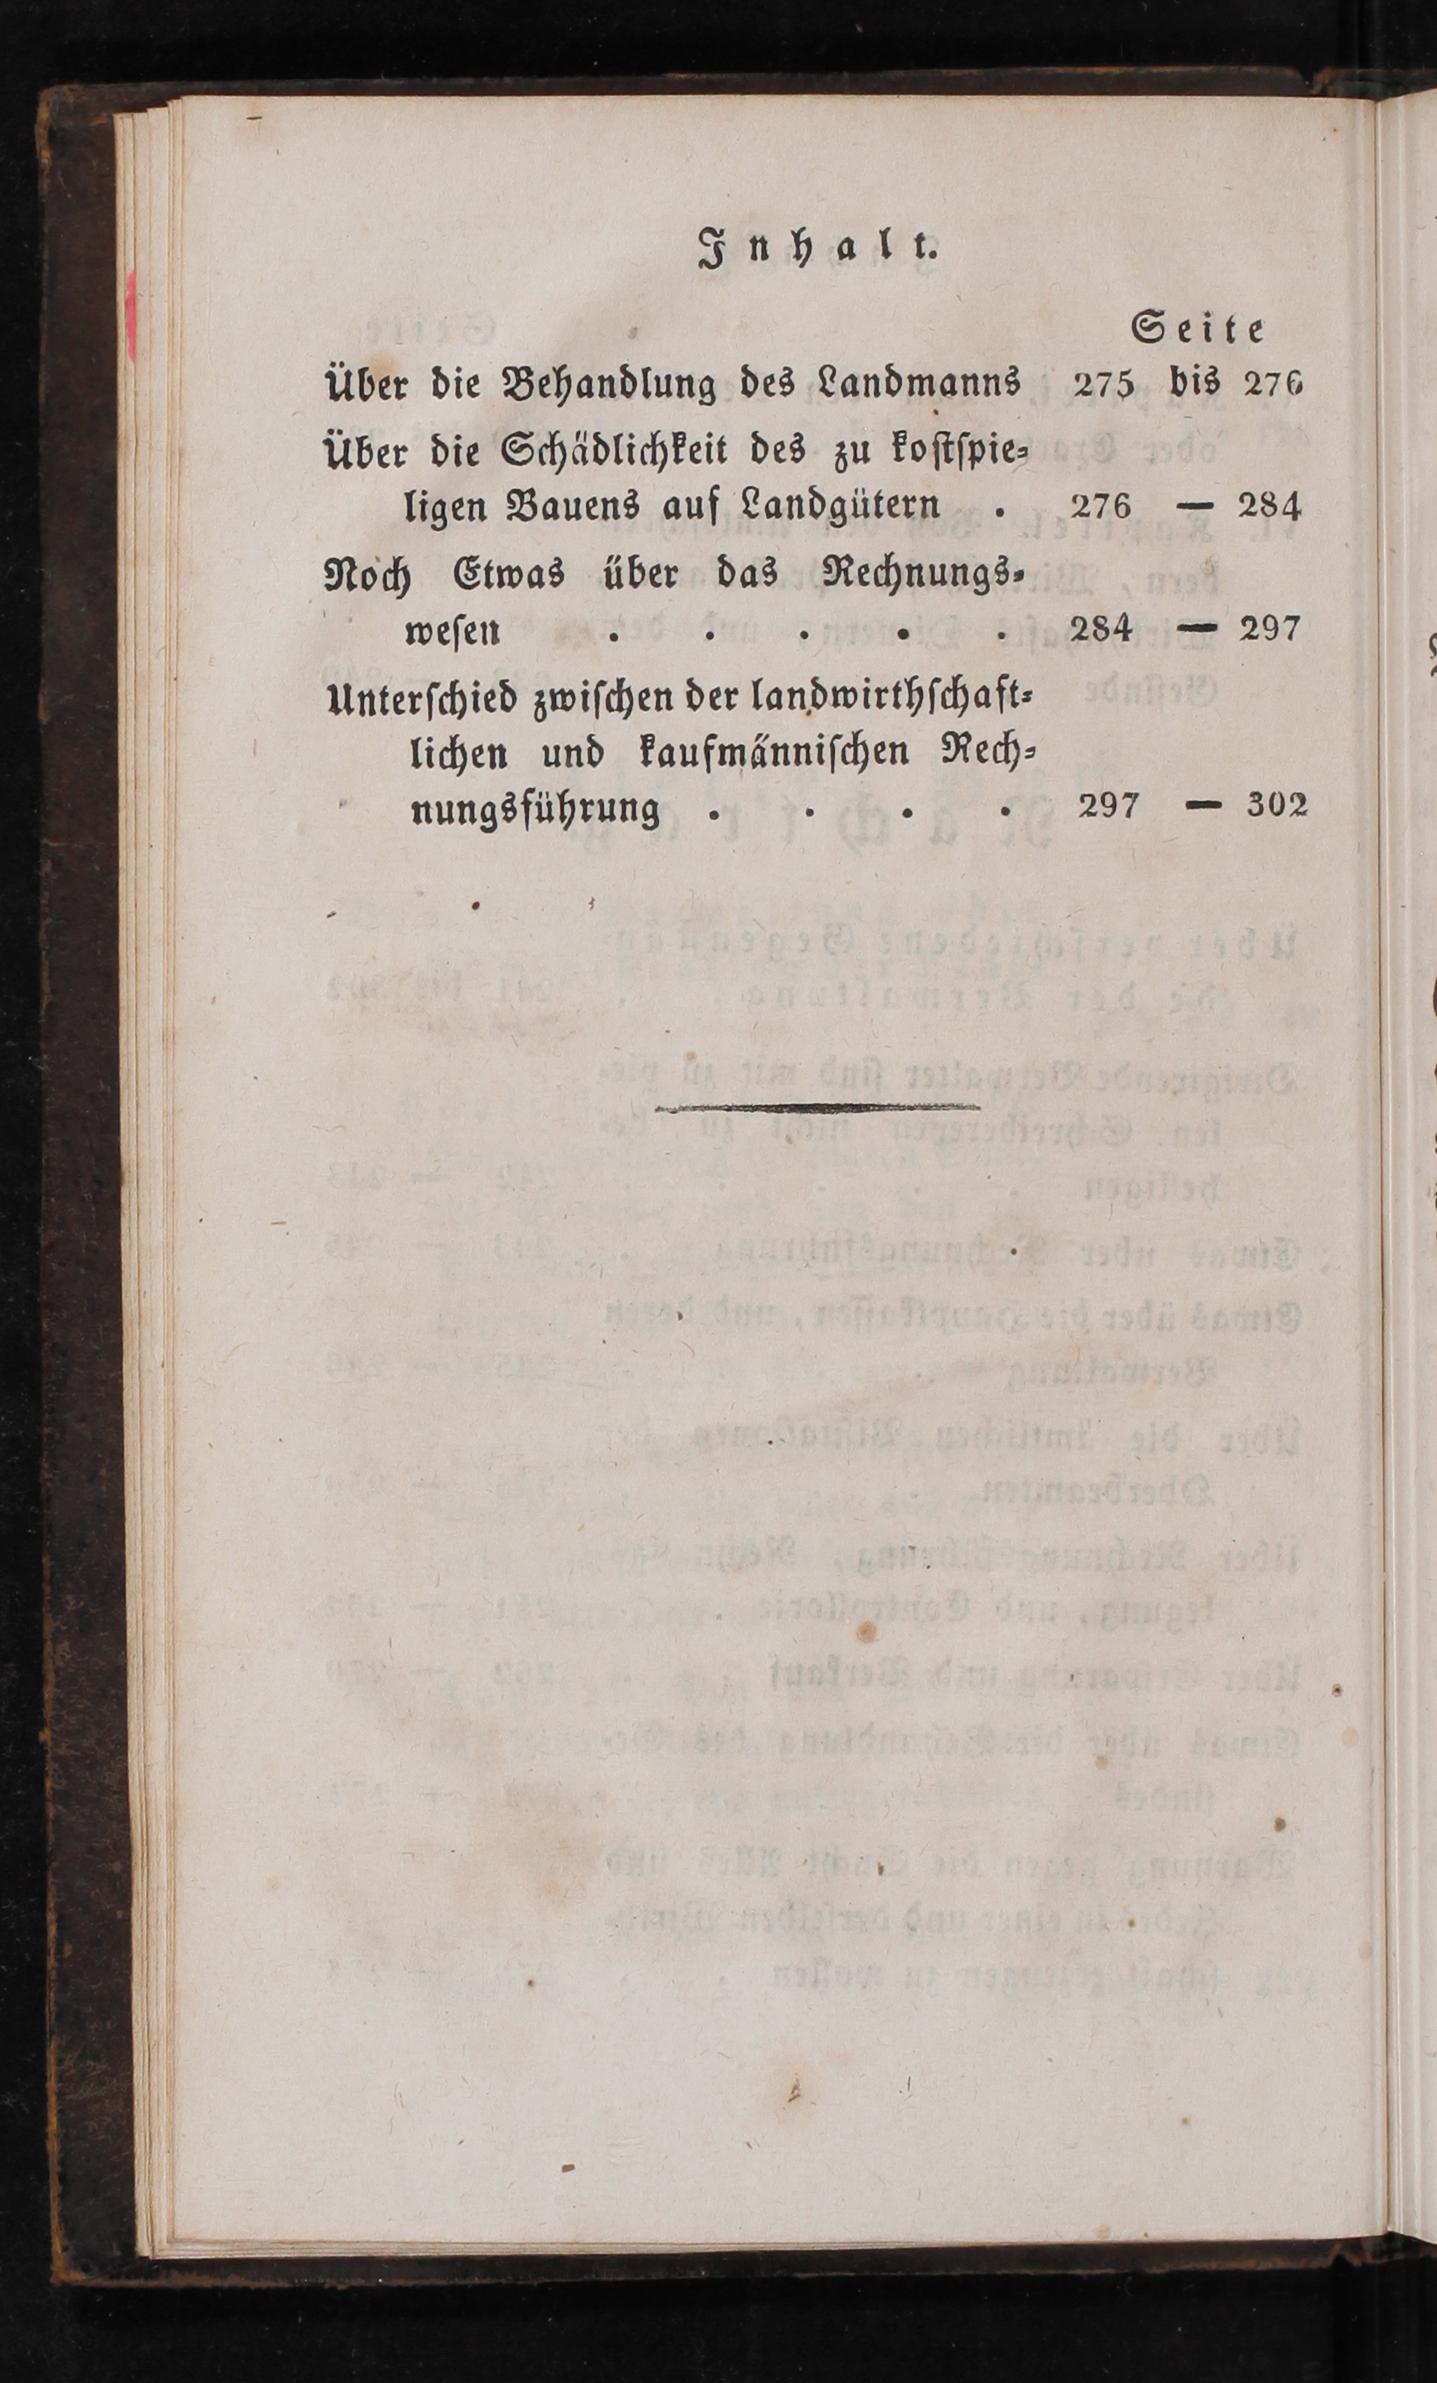 Inhalt.
Seite
Über die Behandlung des Landmanns 275 bis 276
Über die Schädlichkeit des zu koſtſpie⸗
ligen Bauens auf Landgütern . 276 — 284
Noch Etwas über das Rechnungs⸗
weſen . . . . . 284 — 297
Unterſchied zwiſchen der landwirthſchaft⸗
lichen und kaufmänniſchen Rech⸗
nungsführung . . . . 297 — 302